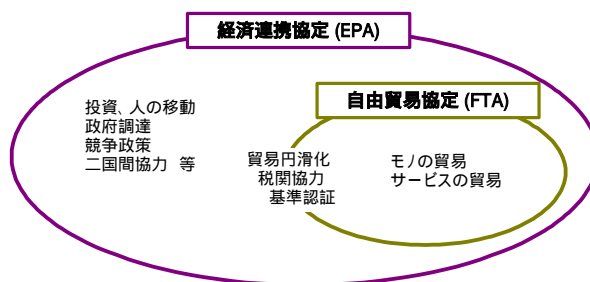 経済連携協定 (EPA)
自由貿易協定 (FTA)
投資、人の移動
政府調達
競争政策
二国間協力 等
貿易円滑化
税関協力
基準認証
モノの貿易
サービスの貿易